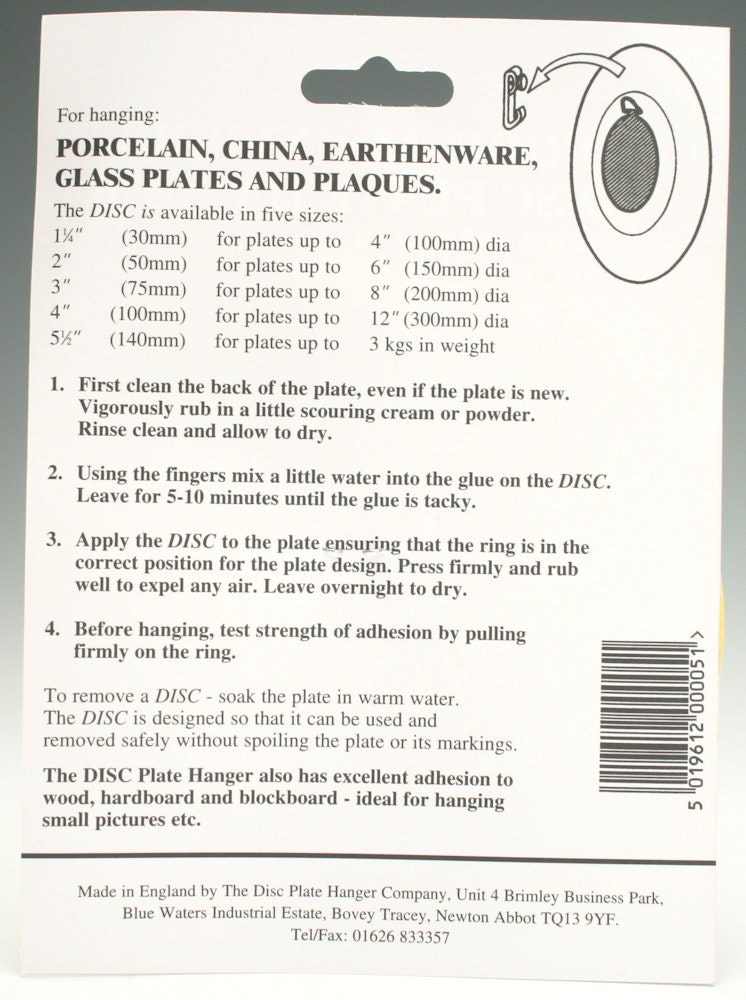 For hanging:
PORCELAIN, CHINA, EARTHENWARE,
GLASS PLATES AND PLAQUES.
The DISC is available in five sizes:
1¼" (30mm) for plates up to 4" (100mm) dia
2" (50mm) for plates up to 6" (150mm) dia
3" (75mm) for plates up to 8" (200mm) dia
4" (100mm) for plates up to 12" (300mm) dia
5½" (140mm) for plates up to 3 kgs in weight
1. First clean the back of the plate, even if the plate is new.
Vigorously rub in a little scouring cream or powder.
Rinse clean and allow to dry.
2. Using the fingers mix a little water into the glue on the DISC.
Leave for 5-10 minutes until the glue is tacky.
3. Apply the DISC to the plate ensuring that the ring is in the
correct position for the plate design. Press firmly and rub
well to expel any air. Leave overnight to dry.
4. Before hanging, test strength of adhesion by pulling
firmly on the ring.
To remove a DISC - soak the plate in warm water.
The DISC is designed so that it can be used and
removed safely without spoiling the plate or its markings.
The DISC Plate Hanger also has excellent adhesion to
wood, hardboard and blockboard - ideal for hanging
small pictures etc.
5 019612 000051 >
Made in England by The Disc Plate Hanger Company, Unit 4 Brimley Business Park,
Blue Waters Industrial Estate, Bovey Tracey, Newton Abbot TQ13 9YF.
Tel/Fax: 01626 833357